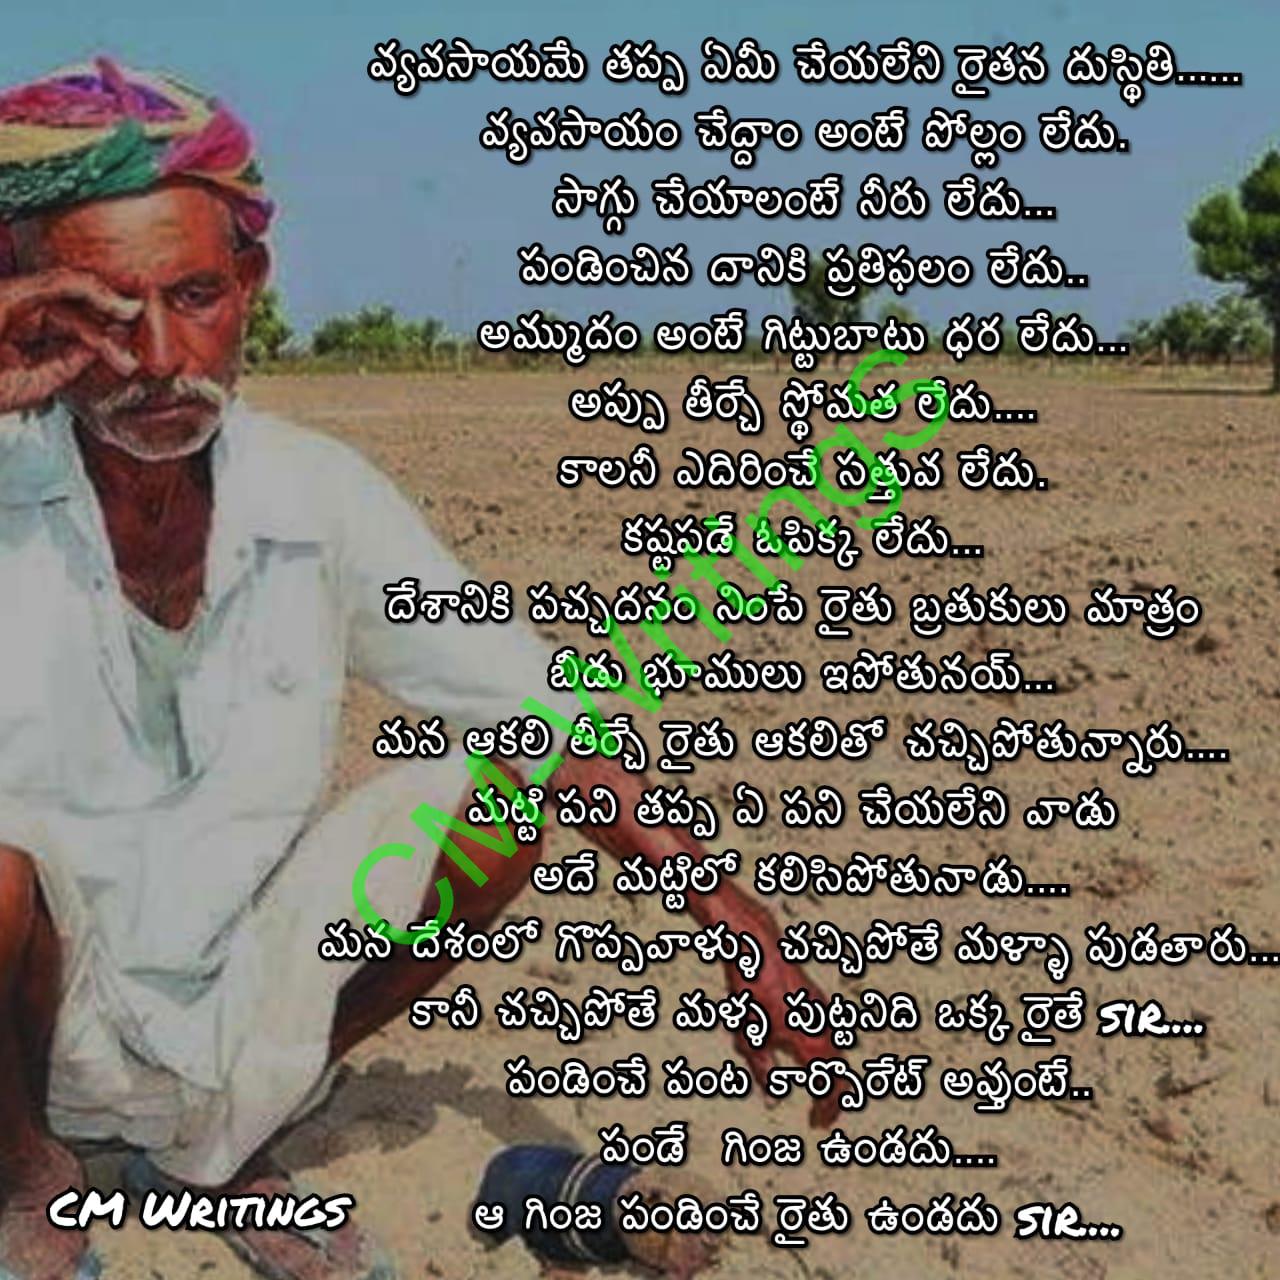 వ్యవసాయమే తప్ప ఏమీ చేయలేని రైతన దుస్థితి......
వ్యవసాయం చేద్దాం అంటే పోల్లం లేదు.
సాగ్గు చేయాలంటే నీరు లేదు...
పండించిన దానికి ప్రతిఫలం లేదు..
అమ్ముదం అంటే గిట్టుబాటు ధర లేదు...
అప్పు తీర్చే స్థోమత లేదు....
కాలనీ ఎదిరించే సత్తువ లేదు.
కష్టపడే ఓపిక్క లేదు...
దేశానికి పచ్చదనం నింపే రైతు బ్రతుకులు మాత్రం
బీడు భూములు ఇపోతునయ్...
మన ఆకలి తీర్చే రైతు ఆకలితో చచ్చిపోతున్నారు....
మట్టి పని తప్ప ఏ పని చేయలేని వాడు
అదే మట్టిలో కలిసిపోతునాడు....
మన దేశంలో గొప్పవాళ్ళు చచ్చిపోతే మళ్ళా పుడతారు...
కానీ చచ్చిపోతే మళ్ళ పుట్టనిది ఒక్క రైతే SIR....
పండించే పంట కార్పొరేట్ అవ్తుంటే..
పండే గింజ ఉండదు....
ఆ గింజ పండించే రైతు ఉండదు SIR....
CM WRITINGS
CM-WritingS